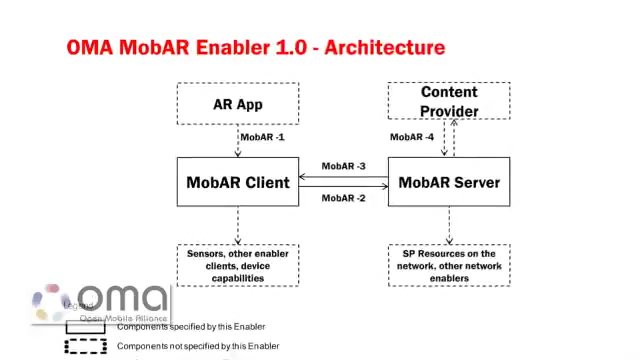 OMA MobAR Enabler 1.0 - Architecture
AR App
Content
Provider
MobAR -1
MobAR -4
MobAR -3
MobAR Client
MobAR Server
MobAR -2
Sensors, other enabler
clients, device
capabilities
SP Resources on the
network, other network
enablers
oma
Legend
Open Mobile Alliance
Components specified by this Enabler
Components not specified by this Enabler